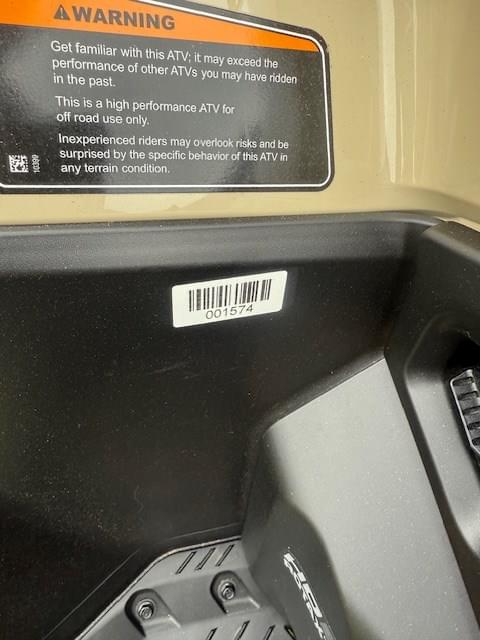 WARNING
Get familiar with this ATV; it may exceed the
performance of other ATVs you may have ridden
in the past.
This is a high performance ATV for
off road use only.
Inexperienced riders may overlook risks and be
surprised by the specific behavior of this ATV in
any terrain condition.
10399
001574